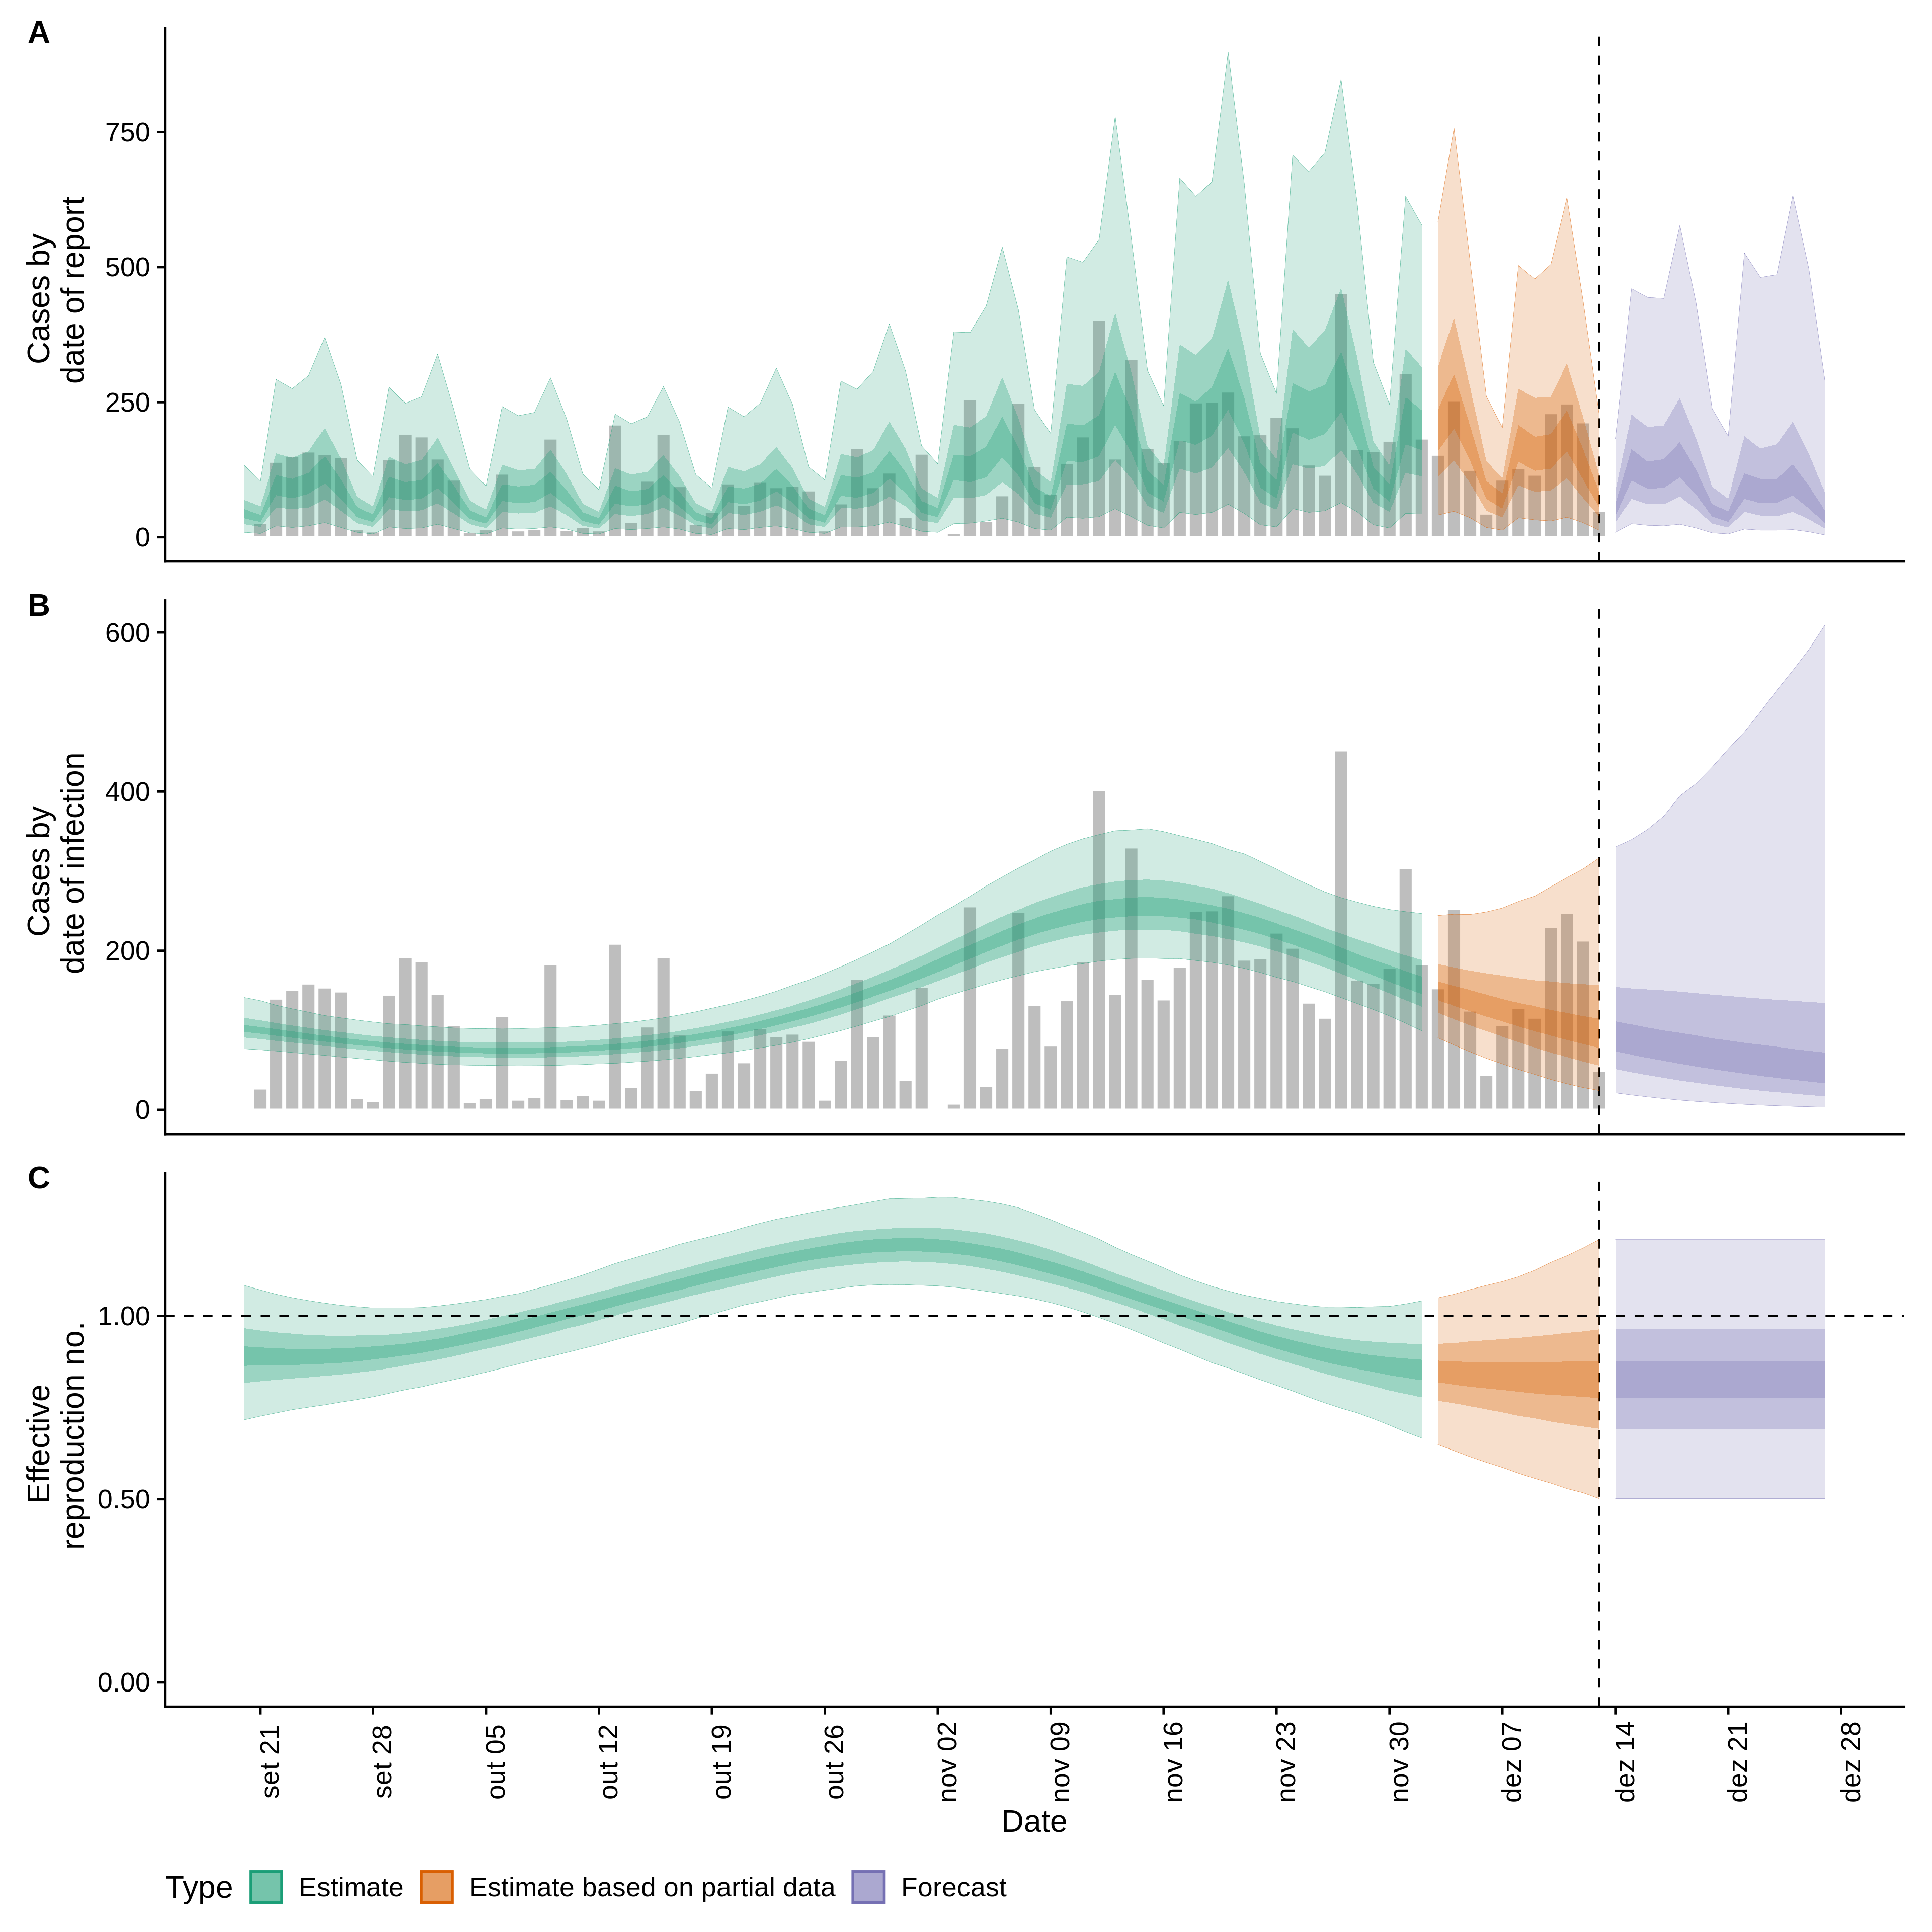 A
Cases by
date of report
750
500
250
0
B
Cases by
date of infection
600
400
200
0
C
Effective
reproduction no.
1.00
0.50
0.00
set 21
set 28
out 05
out 12
out 19
out 26
nov 02
nov 09
nov 16
nov 23
nov 30
dez 07
dez 14
dez 21
dez 28
Date
Type Estimate Estimate based on partial data Forecast